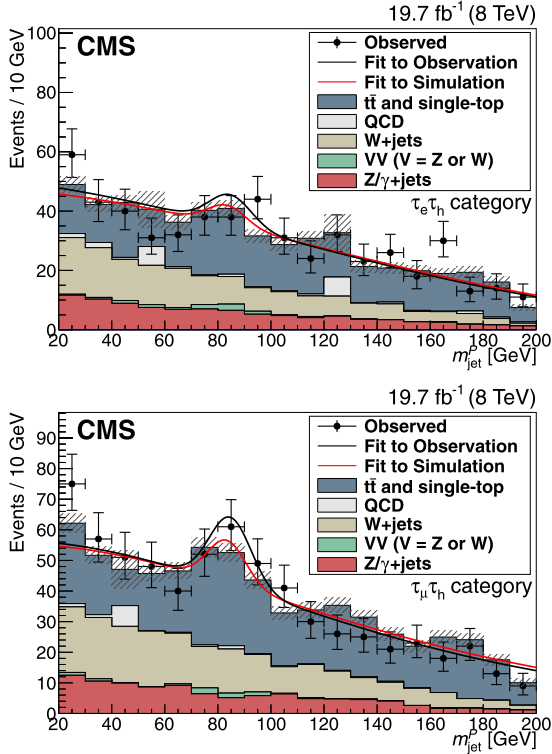 19.7 fb⁻¹ (8 TeV)
CMS
Events / 10 GeV
100
80
60
40
20
0
Observed
Fit to Observation
Fit to Simulation
tt̄ and single-top
QCD
W+jets
VV (V = Z or W)
Z/γ+jets
τₑτₕ category
20 40 60 80 100 120 140 160 180 200
m^P_jet [GeV]
19.7 fb⁻¹ (8 TeV)
CMS
Events / 10 GeV
90
80
70
60
50
40
30
20
10
0
Observed
Fit to Observation
Fit to Simulation
tt̄ and single-top
QCD
W+jets
VV (V = Z or W)
Z/γ+jets
τ_μτₕ category
20 40 60 80 100 120 140 160 180 200
m^P_jet [GeV]